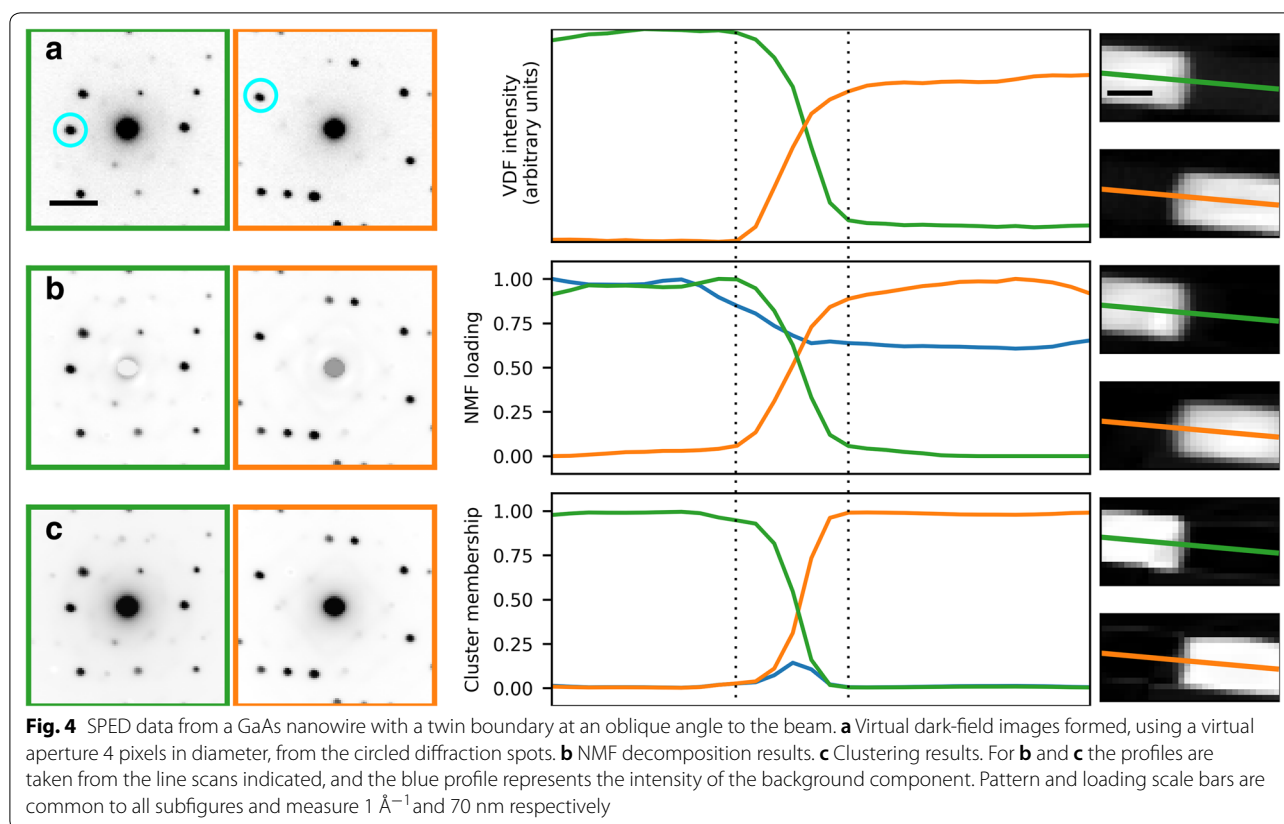 a
VDF intensity
(arbitrary units)
b
1.00
0.75
0.50
0.25
0.00
NMF loading
c
1.00
0.75
0.50
0.25
0.00
Cluster membership
Fig. 4 SPED data from a GaAs nanowire with a twin boundary at an oblique angle to the beam. a Virtual dark-field images formed, using a virtual
aperture 4 pixels in diameter, from the circled diffraction spots. b NMF decomposition results. c Clustering results. For b and c the profiles are
taken from the line scans indicated, and the blue profile represents the intensity of the background component. Pattern and loading scale bars are
common to all subfigures and measure 1 Å−1 and 70 nm respectively